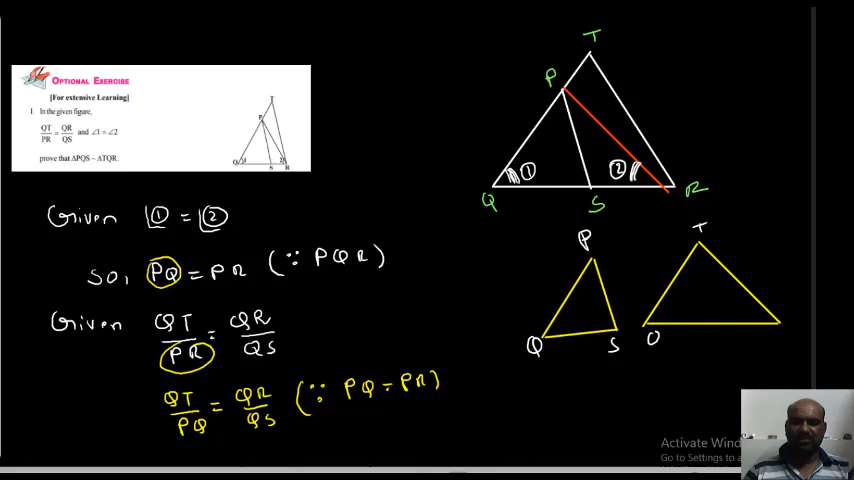 OPTIONAL EXERCISE
[For extensive Learning]
1. In the given figure,
QT/PR = QR/QS and ∠1 = ∠2
prove that ΔPQS ~ ΔTQR.
T
P
1
2
Q
S
R
Given ∠1 = ∠2
So, PQ = PR (∵ PQR)
Given QT/PR = QR/QS
QT/PQ = QR/QS (∵ PQ = PR)
T
P
1
2
Q
S
R
P
T
Q
S
Q
Activate Wind
Go to Settings to a